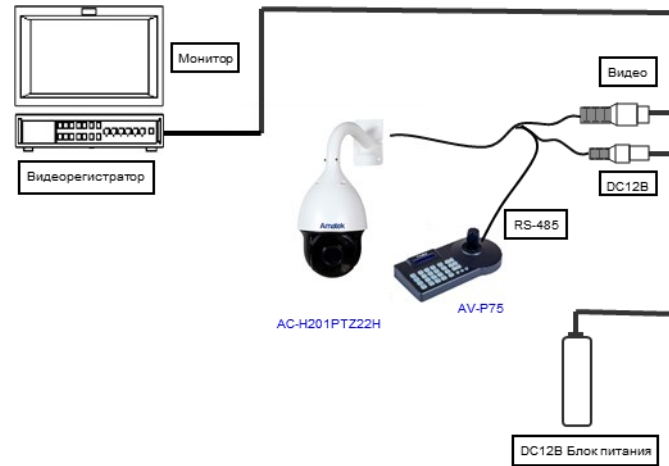 Монитор
Видео
Видеорегистратор
DC12В
Amatek
RS-485
AC-H201PTZ22H
AV-P75
DC12В Блок питания